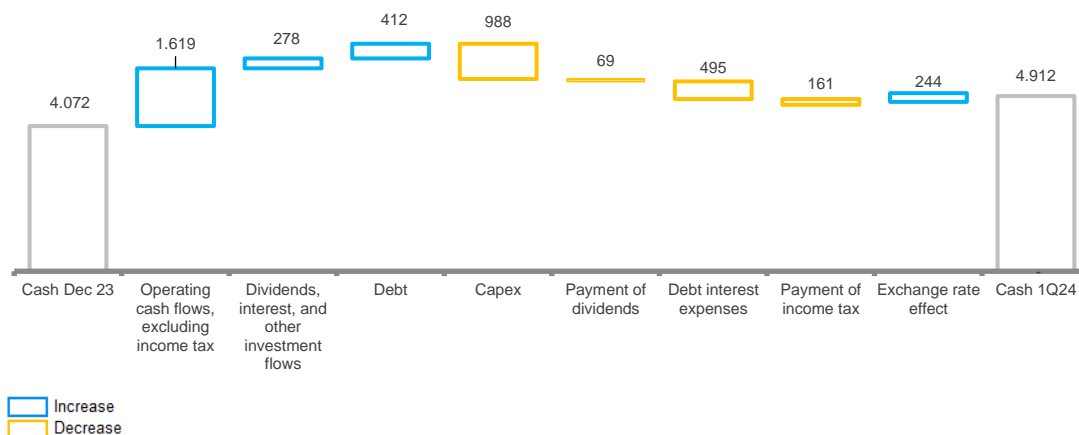 412
988
1.619
278
69
495
4.072
161
244
4.912
Cash Dec 23
Operating
cash flows,
excluding
income tax
Dividends,
interest, and
other
investment
flows
Debt
Capex
Payment of
dividends
Debt interest
expenses
Payment of
income tax
Exchange rate
effect
Cash 1Q24
Increase
Decrease